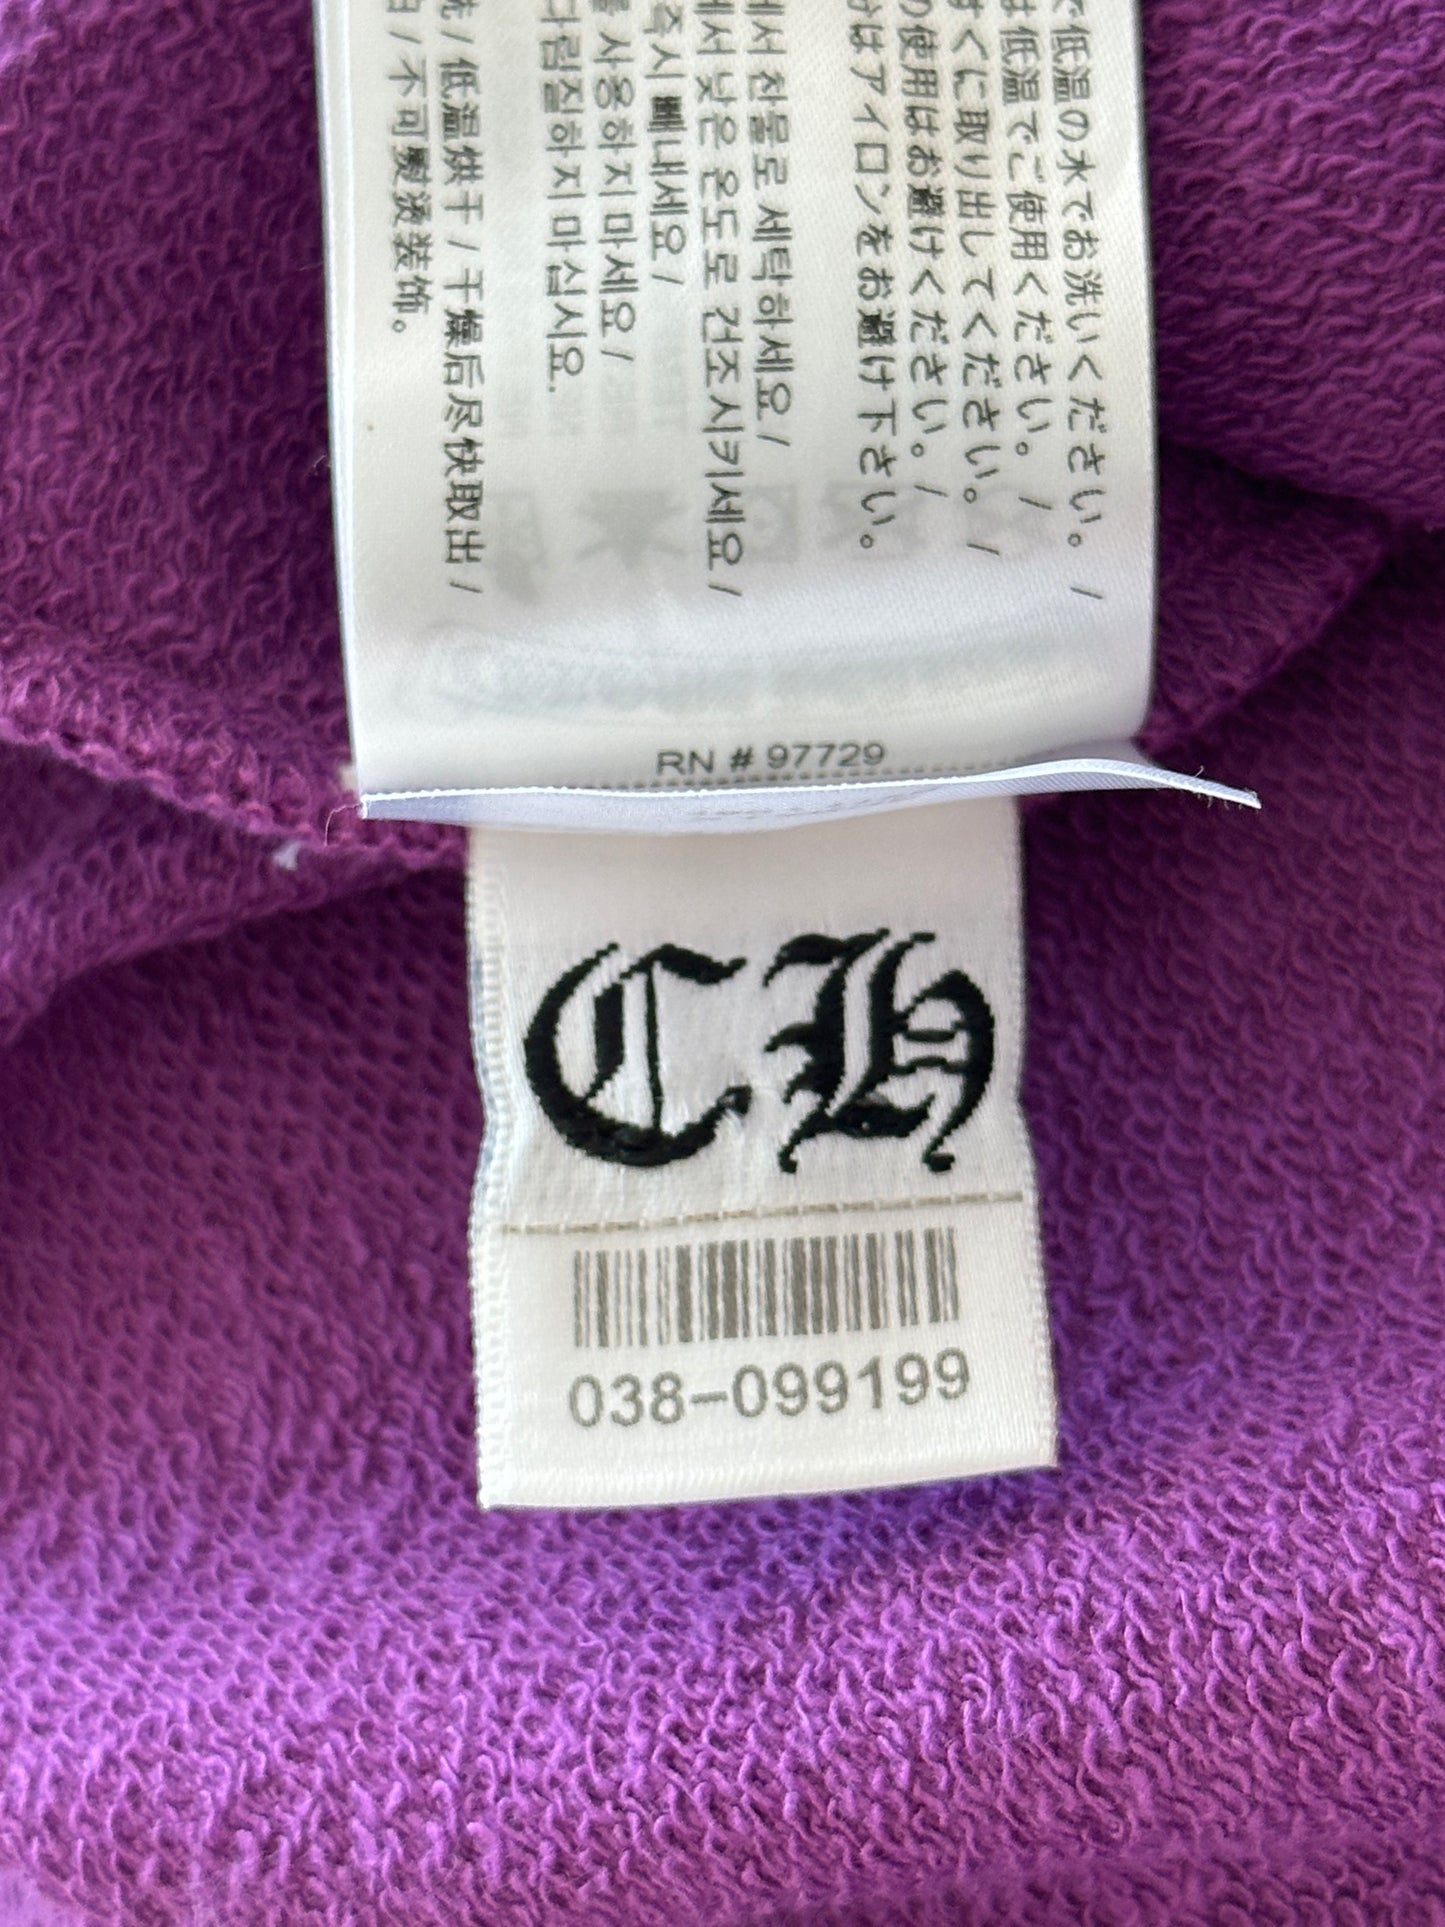 で低温の水でお洗いください。/
は低温でご使用ください。/
すぐに取り出してください。/
の使用はお避けください。/
分はアイロンをお避け下さい。
에서 찬물로 세탁하세요/
에서 낮은 온도로 건조시키세요/
즉시 빼내세요/
를 사용하지 마세요/
다림질하지 마십시요.
洗/低温烘干/干燥后尽快取出/
白/不可熨烫装饰。
RN # 97729
CH
038-099199